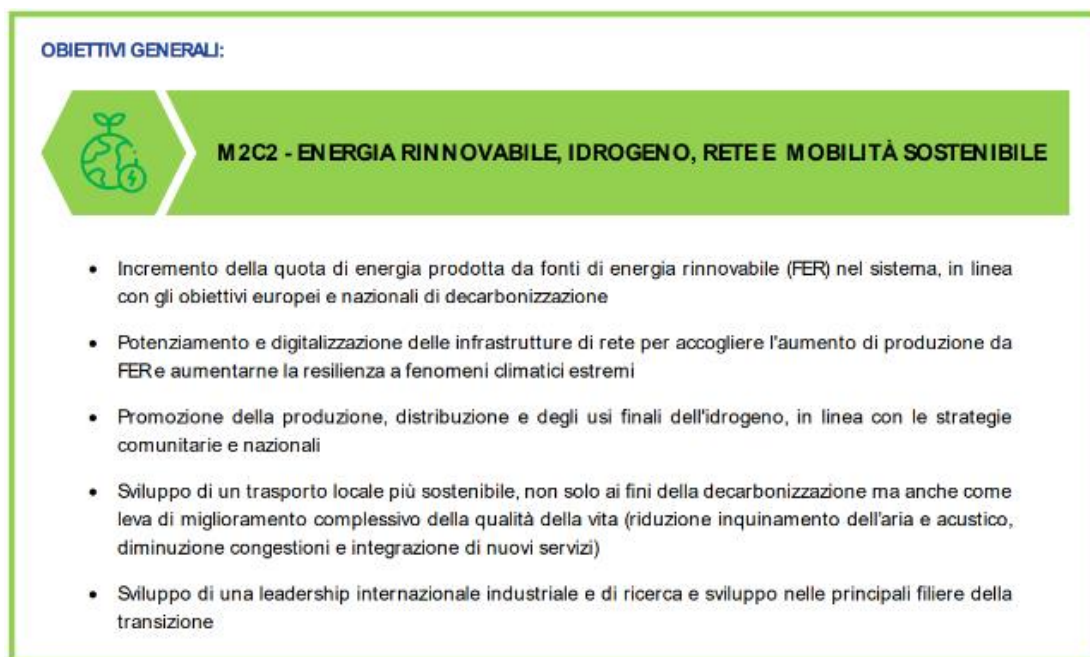 OBIETTIVI GENERALI:
M2C2 - ENERGIA RINNOVABILE, IDROGENO, RETE E MOBILITÀ SOSTENIBILE
• Incremento della quota di energia prodotta da fonti di energia rinnovabile (FER) nel sistema, in linea
con gli obiettivi europei e nazionali di decarbonizzazione
• Potenziamento e digitalizzazione delle infrastrutture di rete per accogliere l'aumento di produzione da
FER e aumentarne la resilienza a fenomeni climatici estremi
• Promozione della produzione, distribuzione e degli usi finali dell'idrogeno, in linea con le strategie
comunitarie e nazionali
• Sviluppo di un trasporto locale più sostenibile, non solo ai fini della decarbonizzazione ma anche come
leva di miglioramento complessivo della qualità della vita (riduzione inquinamento dell'aria e acustico,
diminuzione congestioni e integrazione di nuovi servizi)
• Sviluppo di una leadership internazionale industriale e di ricerca e sviluppo nelle principali filiere della
transizione